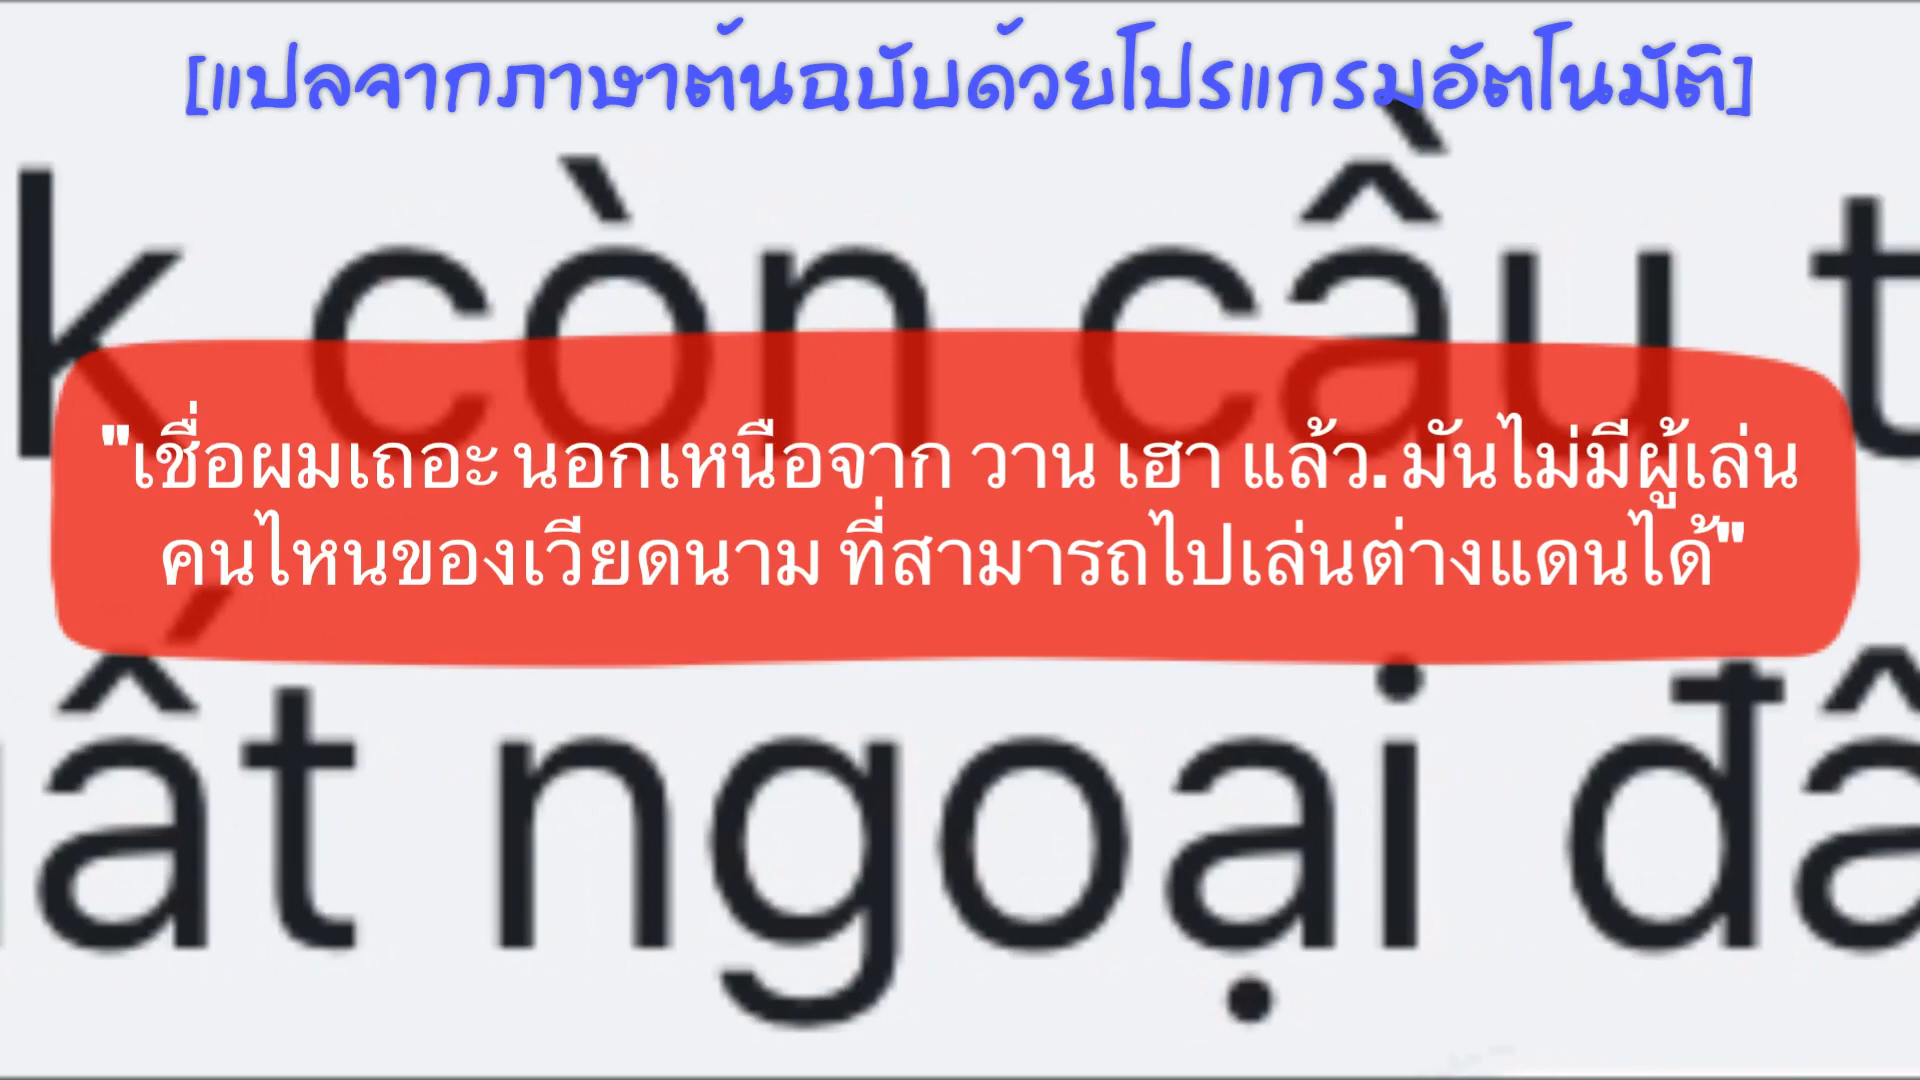 [แปลจากภาษาต้นฉบับด้วยโปรแกรมอัตโนมัติ]
k còn cầu t
"เชื่อผมเถอะ นอกเหนือจาก วาน เฮา แล้ว. มันไม่มีผู้เล่น
คนไหนของเวียดนาม ที่สามารถไปเล่นต่างแดนได้"
ất ngoại đâ